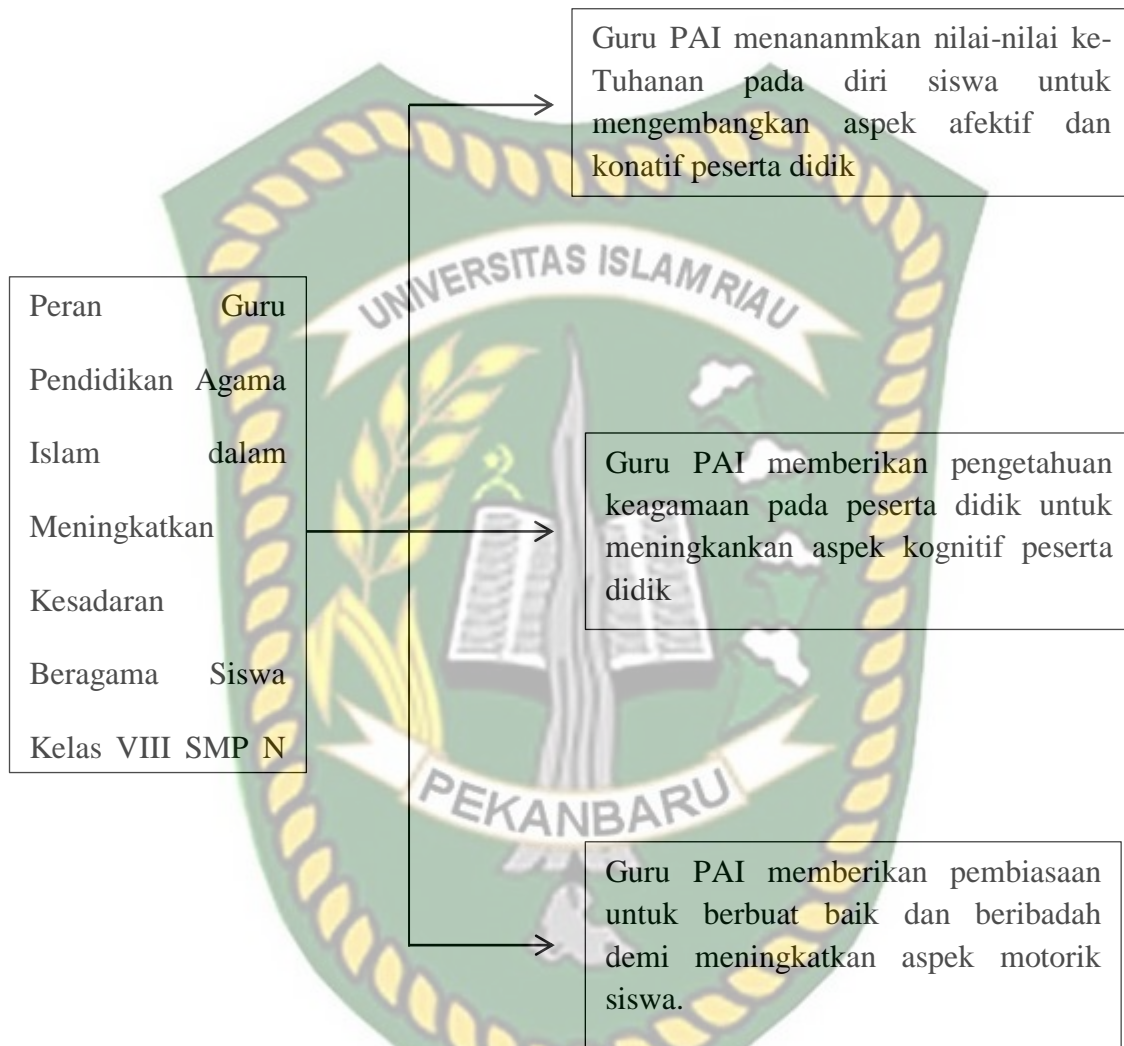 Guru PAI menananmkan nilai-nilai ke-
Tuhanan pada diri siswa untuk
mengembangkan aspek afektif dan
konatif peserta didik
UNIVERSITAS ISLAM RIAU
Peran Guru
Pendidikan Agama
Islam dalam
Meningkatkan
Kesadaran
Beragama Siswa
Kelas VIII SMP N
Guru PAI memberikan pengetahuan
keagamaan pada peserta didik untuk
meningkankan aspek kognitif peserta
didik
PEKANBARU
Guru PAI memberikan pembiasaan
untuk berbuat baik dan beribadah
demi meningkatkan aspek motorik
siswa.